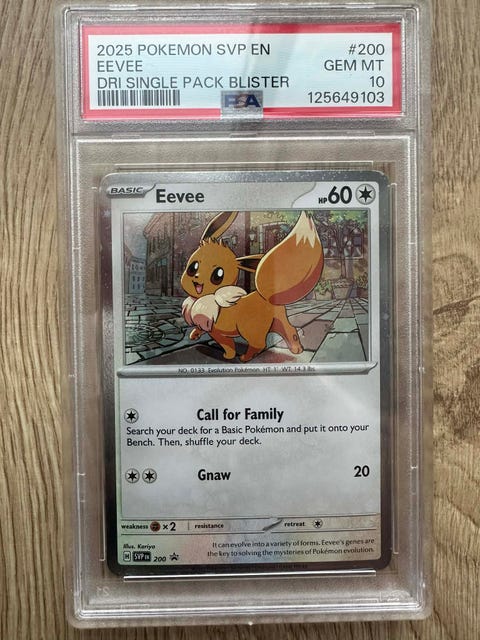 2025 POKEMON SVP EN #200
EEVEE GEM MT
DRI SINGLE PACK BLISTER 10
PSA 125649103
BASIC Eevee HP60
NO. 0133 Evolution Pokémon HT: 1' WT: 14.3 lbs
Call for Family
Search your deck for a Basic Pokémon and put it onto your
Bench. Then, shuffle your deck.
Gnaw 20
weakness ×2 resistance retreat
Illus. Kariya
It can evolve into a variety of forms. Eevee's genes are
the key to solving the mysteries of Pokémon evolution.
H SVP EN 200